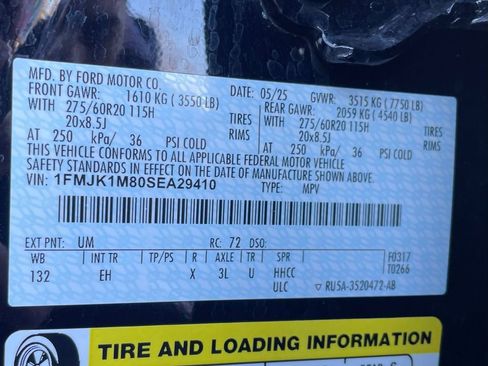 MFD. BY FORD MOTOR CO.
DATE: 05/25 GVWR: 3515 KG (7750 LB)
FRONT GAWR: 1610 KG (3550 LB) REAR GAWR: 2059 KG (4540 LB)
WITH 275/60R20 115H TIRES WITH 275/60R20 115H TIRES
20x8.5J 20x8.5J
AT 250 kPa/ 36 PSI COLD AT 250 kPa/ 36 PSI COLD
THIS VEHICLE CONFORMS TO ALL APPLICABLE FEDERAL MOTOR VEHICLE
SAFETY STANDARDS IN EFFECT ON THE DATE OF MANUFACTURE SHOWN ABOVE.
VIN: 1FMJK1M80SEA29410 TYPE: MPV
EXT PNT: UM RC: 72 DSO: F0317
WB INT TR TP/PS R AXLE TR SPR T0266
132 EH X 3L U HHCC
ULC RU5A-3520472-AB
TIRE AND LOADING INFORMATION